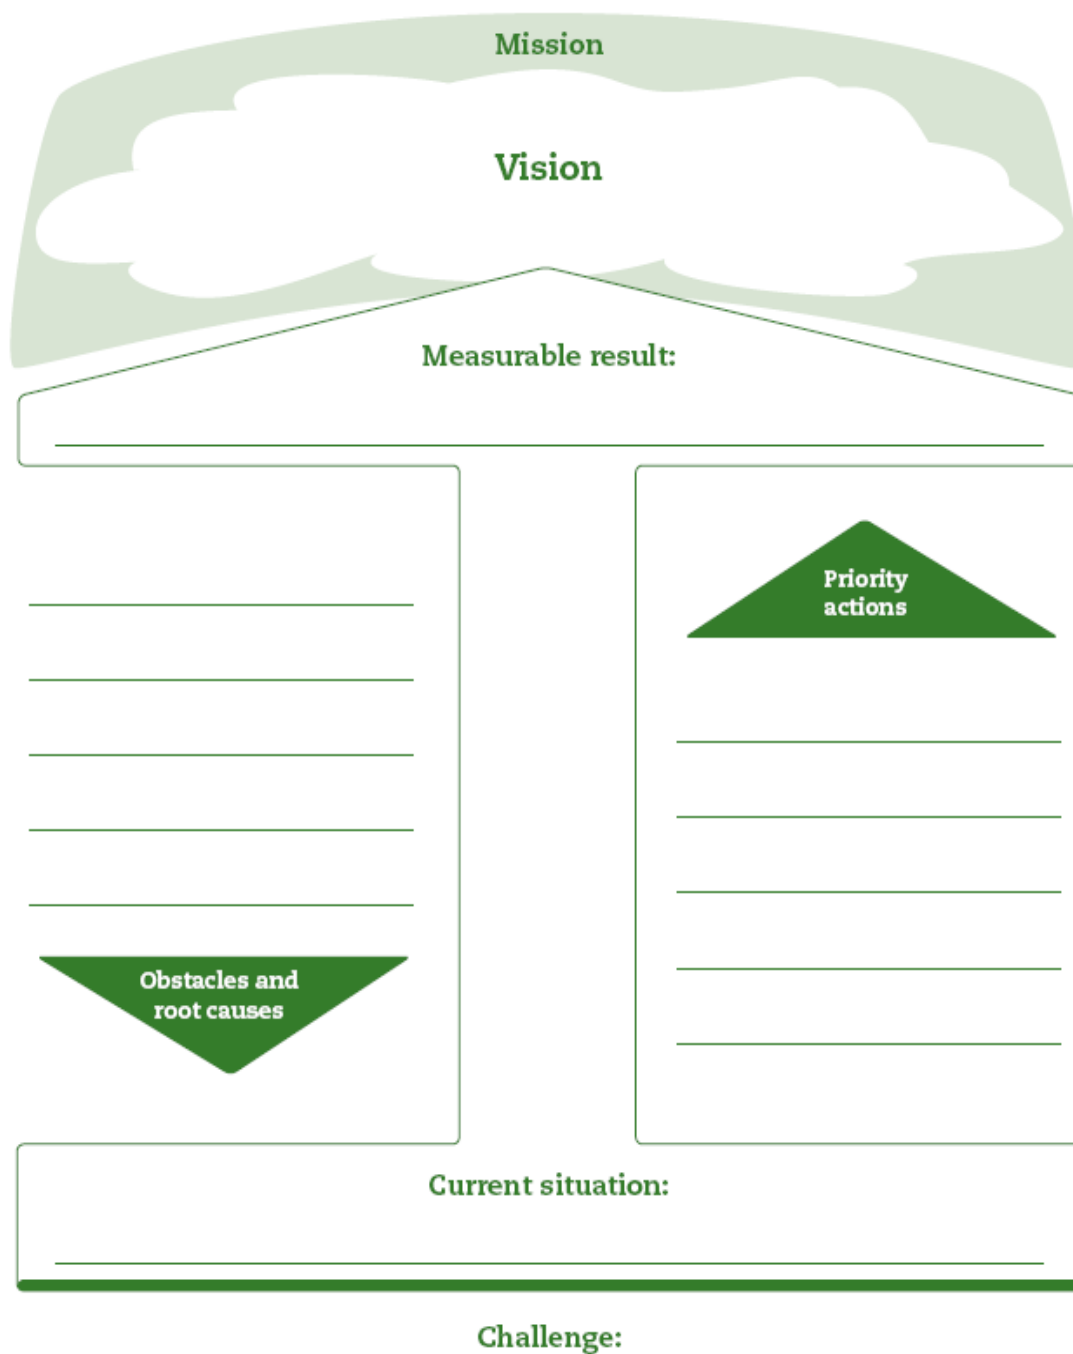 Mission
Vision
Measurable result:
Priority
actions
Obstacles and
root causes
Current situation:
Challenge: